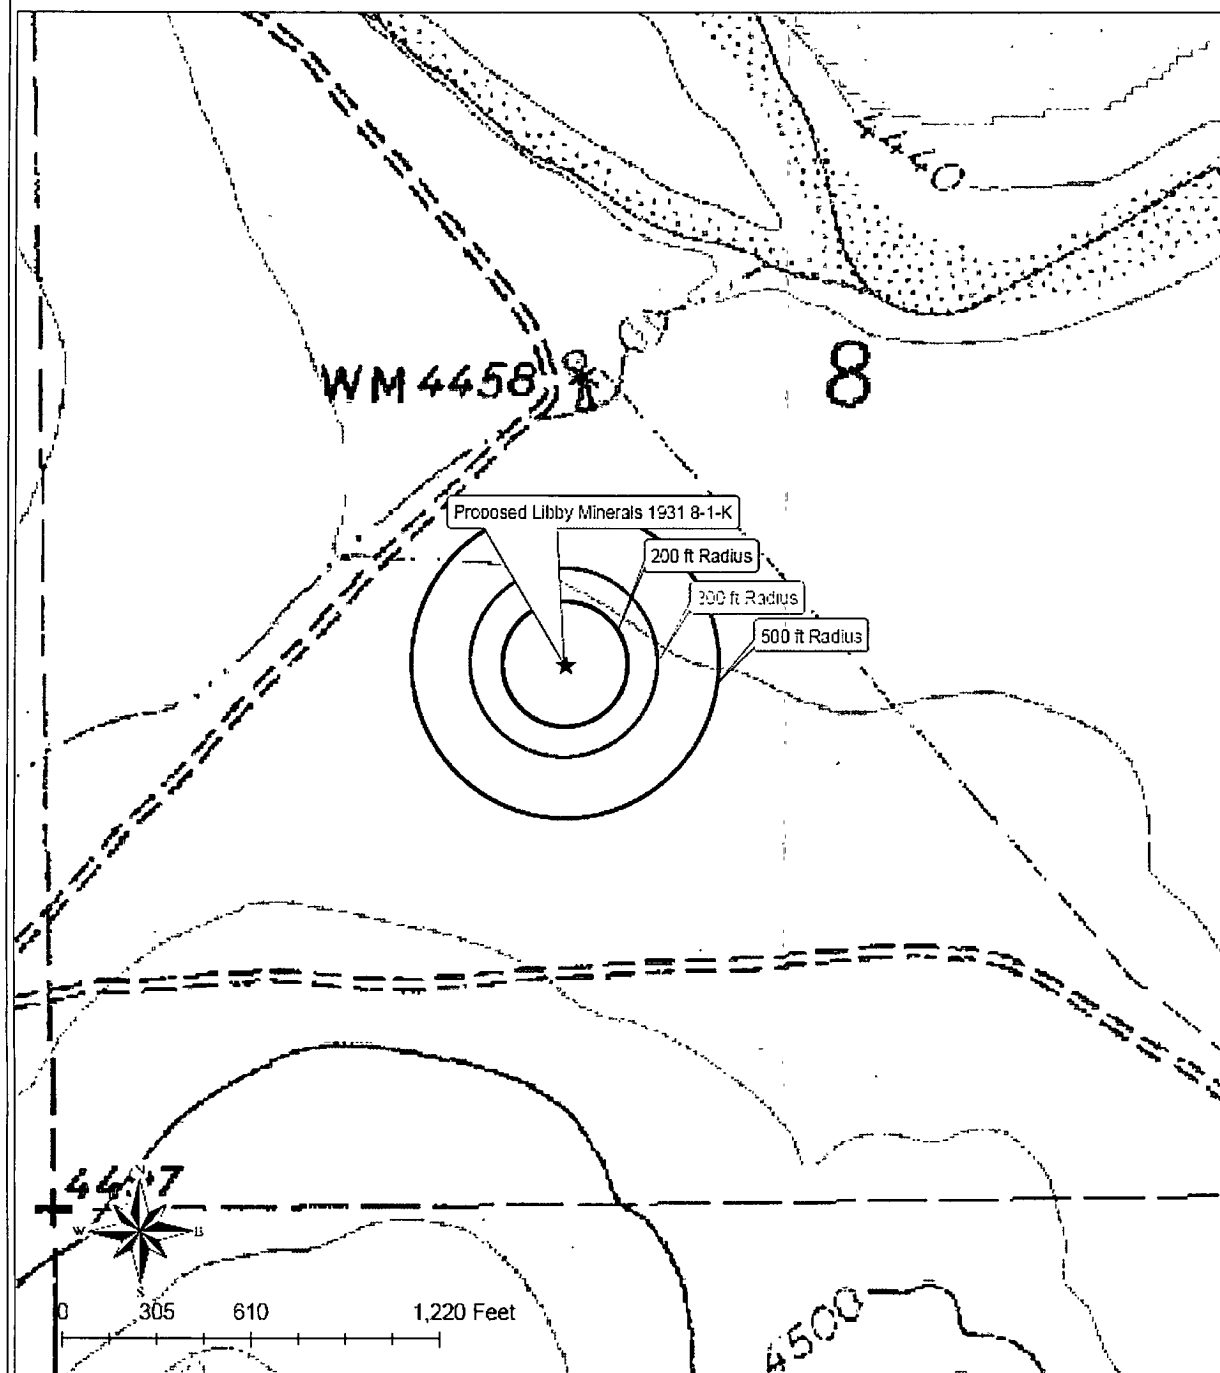 4440
WM 4458
8
Proposed Libby Minerals 1931 8-1-K
200 ft Radius
300 ft Radius
500 ft Radius
N
W
S
0 305 610 1,220 Feet
4500